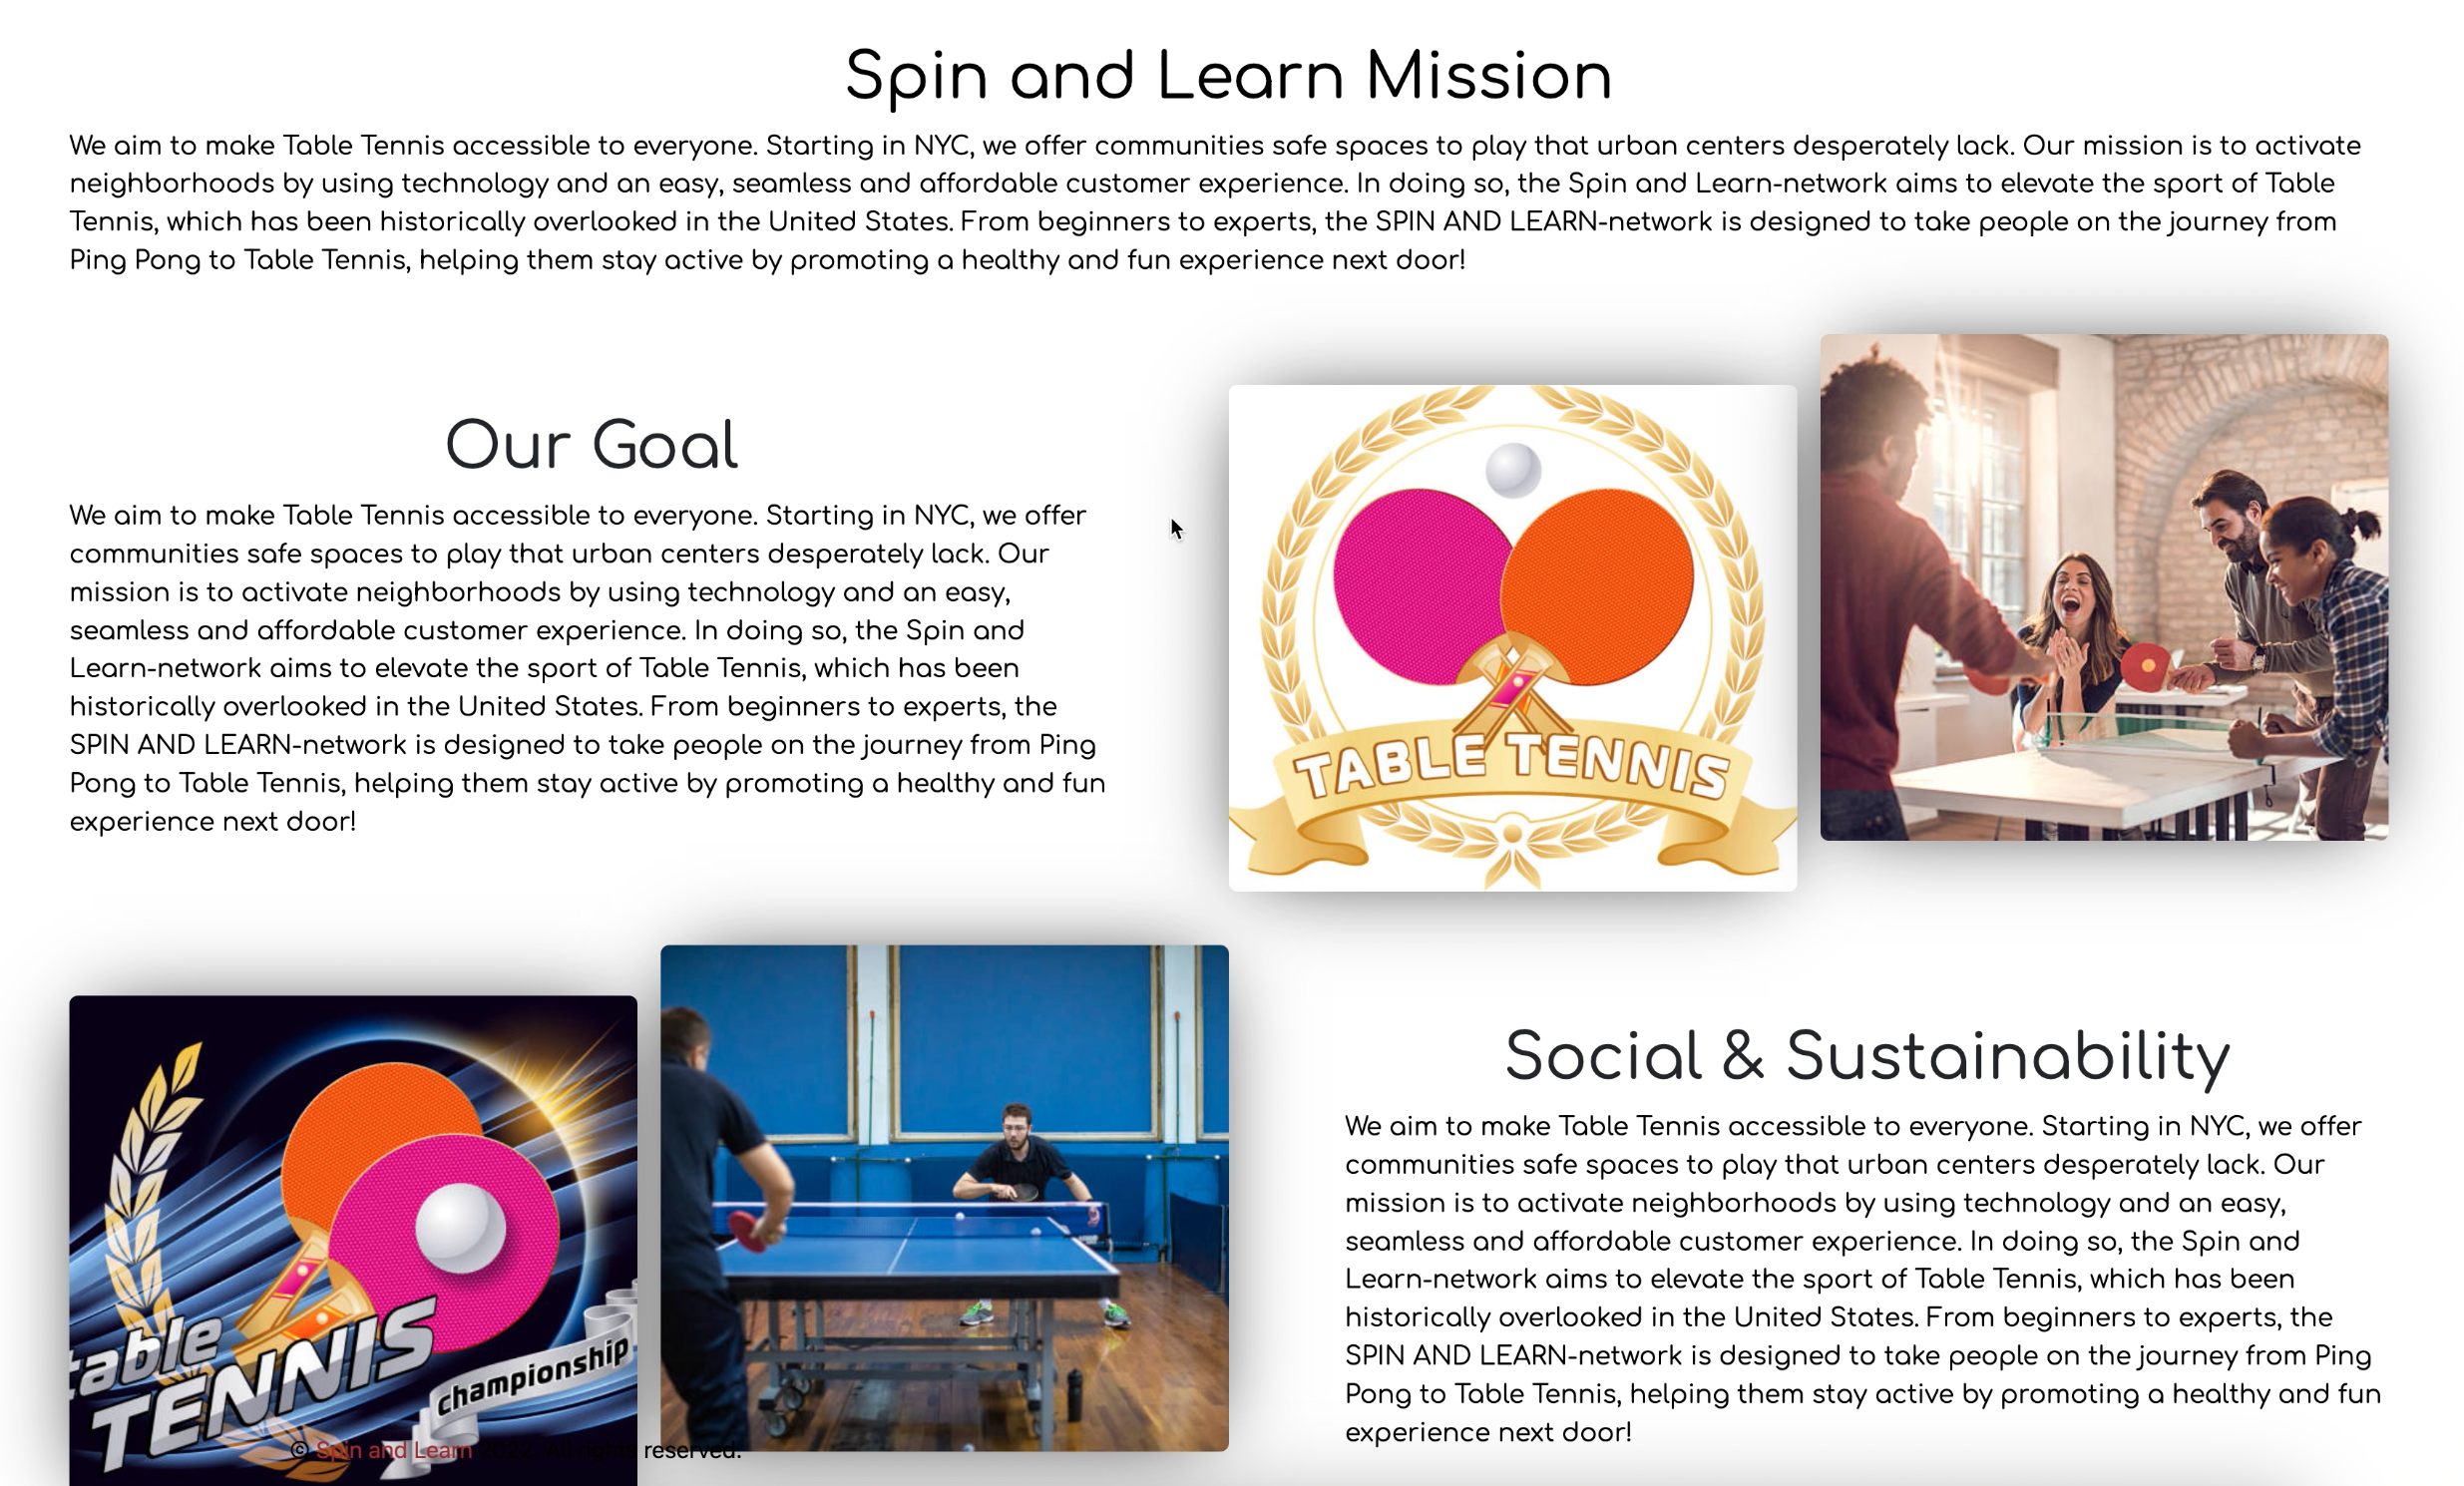 Spin and Learn Mission
We aim to make Table Tennis accessible to everyone. Starting in NYC, we offer communities safe spaces to play that urban centers desperately lack. Our mission is to activate
neighborhoods by using technology and an easy, seamless and affordable customer experience. In doing so, the Spin and Learn-network aims to elevate the sport of Table
Tennis, which has been historically overlooked in the United States. From beginners to experts, the SPIN AND LEARN-network is designed to take people on the journey from
Ping Pong to Table Tennis, helping them stay active by promoting a healthy and fun experience next door!
Our Goal
We aim to make Table Tennis accessible to everyone. Starting in NYC, we offer
communities safe spaces to play that urban centers desperately lack. Our
mission is to activate neighborhoods by using technology and an easy,
seamless and affordable customer experience. In doing so, the Spin and
Learn-network aims to elevate the sport of Table Tennis, which has been
historically overlooked in the United States. From beginners to experts, the
SPIN AND LEARN-network is designed to take people on the journey from Ping
Pong to Table Tennis, helping them stay active by promoting a healthy and fun
experience next door!
TABLE TENNIS
table
TENNIS
championship
Social & Sustainability
We aim to make Table Tennis accessible to everyone. Starting in NYC, we offer
communities safe spaces to play that urban centers desperately lack. Our
mission is to activate neighborhoods by using technology and an easy,
seamless and affordable customer experience. In doing so, the Spin and
Learn-network aims to elevate the sport of Table Tennis, which has been
historically overlooked in the United States. From beginners to experts, the
SPIN AND LEARN-network is designed to take people on the journey from Ping
Pong to Table Tennis, helping them stay active by promoting a healthy and fun
experience next door!
© Spin and Learn 2022. All rights reserved.